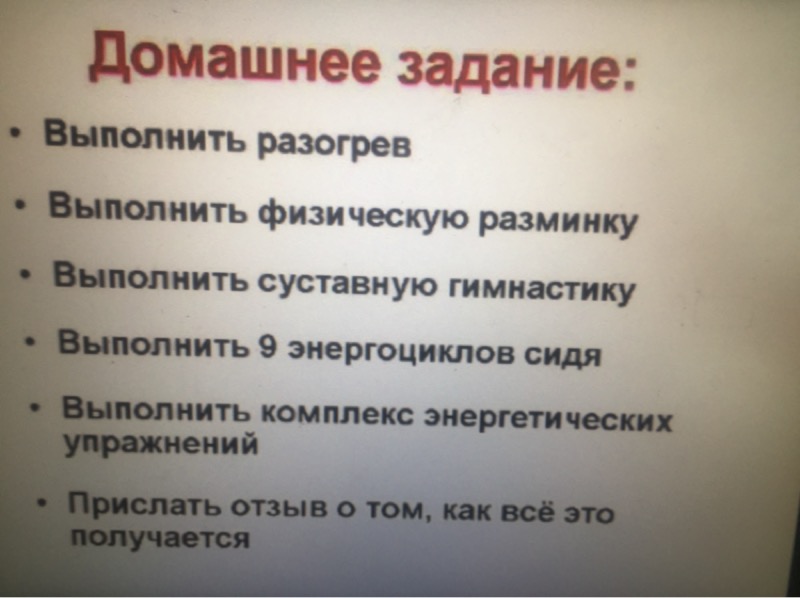 Домашнее задание:
• Выполнить разогрев
• Выполнить физическую разминку
• Выполнить суставную гимнастику
• Выполнить 9 энергоциклов сидя
• Выполнить комплекс энергетических
упражнений
• Прислать отзыв о том, как всё это
получается